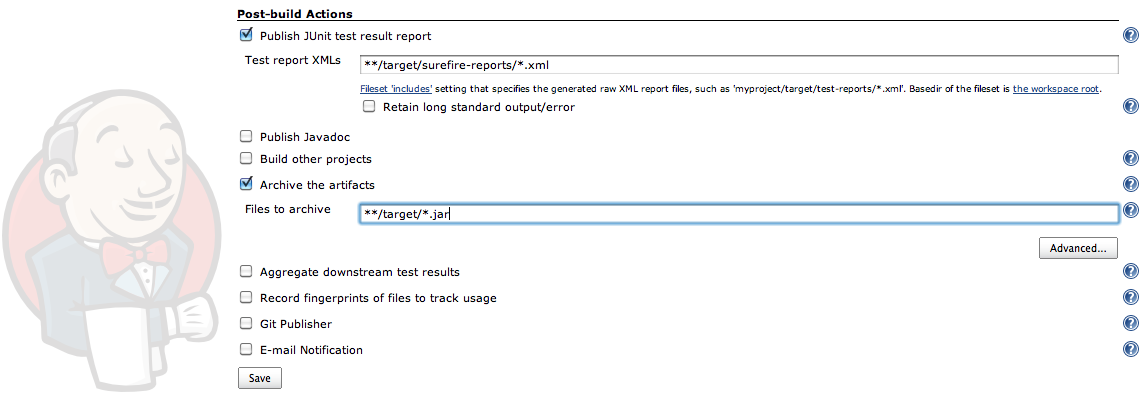 Post-build Actions
Publish JUnit test result report
Test report XMLs **/target/surefire-reports/*.xml
Fileset 'includes' setting that specifies the generated raw XML report files, such as 'myproject/target/test-reports/*.xml'. Basedir of the fileset is the workspace root.
Retain long standard output/error
Publish Javadoc
Build other projects
Archive the artifacts
Files to archive **/target/*.jar
Advanced...
Aggregate downstream test results
Record fingerprints of files to track usage
Git Publisher
E-mail Notification
Save